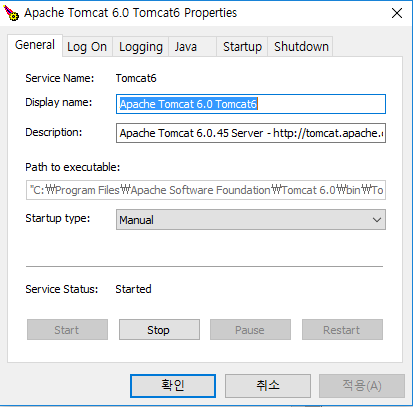 Apache Tomcat 6.0 Tomcat6 Properties
General Log On Logging Java Startup Shutdown
Service Name: Tomcat6
Display name: Apache Tomcat 6.0 Tomcat6
Description: Apache Tomcat 6.0.45 Server - http://tomcat.apache.
Path to executable:
"C:₩Program Files₩Apache Software Foundation₩Tomcat 6.0₩bin₩To
Startup type: Manual
Service Status: Started
Start Stop Pause Restart
확인 취소 적용(A)